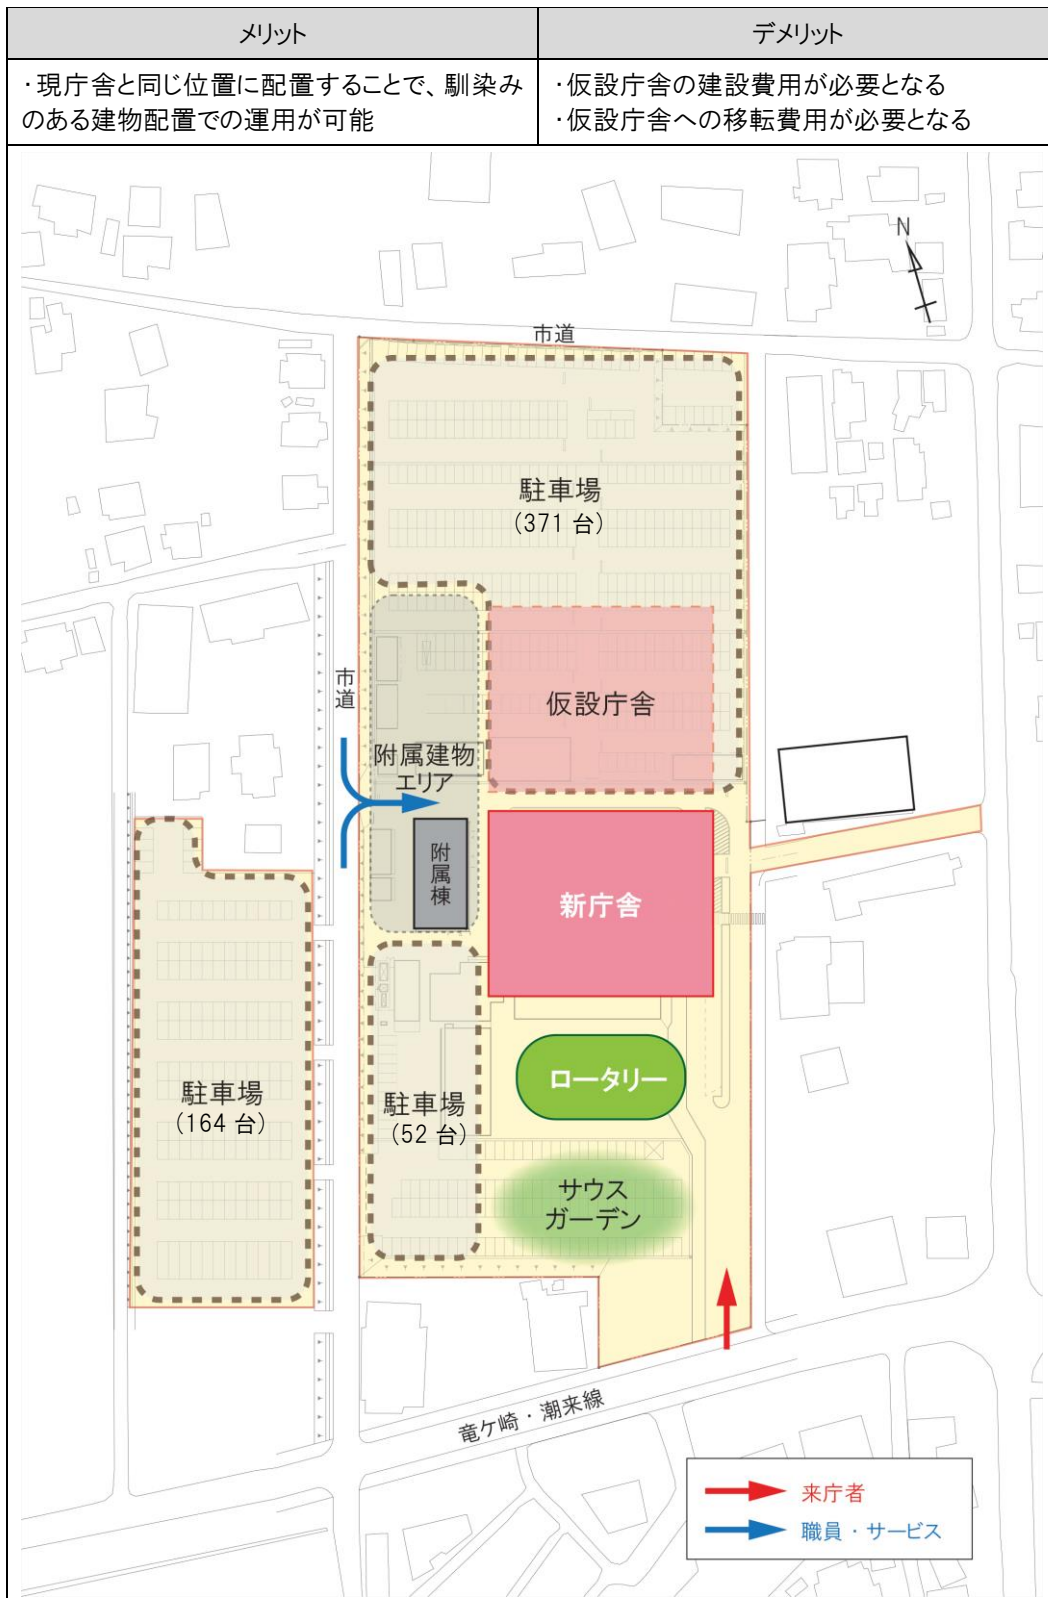 メリット
デメリット
・現庁舎と同じ位置に配置することで、馴染み
のある建物配置での運用が可能
・仮設庁舎の建設費用が必要となる
・仮設庁舎への移転費用が必要となる
N
市道
駐車場
(371 台)
市道
仮設庁舎
附属建物
エリア
附属棟
新庁舎
ロータリー
駐車場
(164 台)
駐車場
(52 台)
サウス
ガーデン
竜ケ崎・潮来線
来庁者
職員・サービス